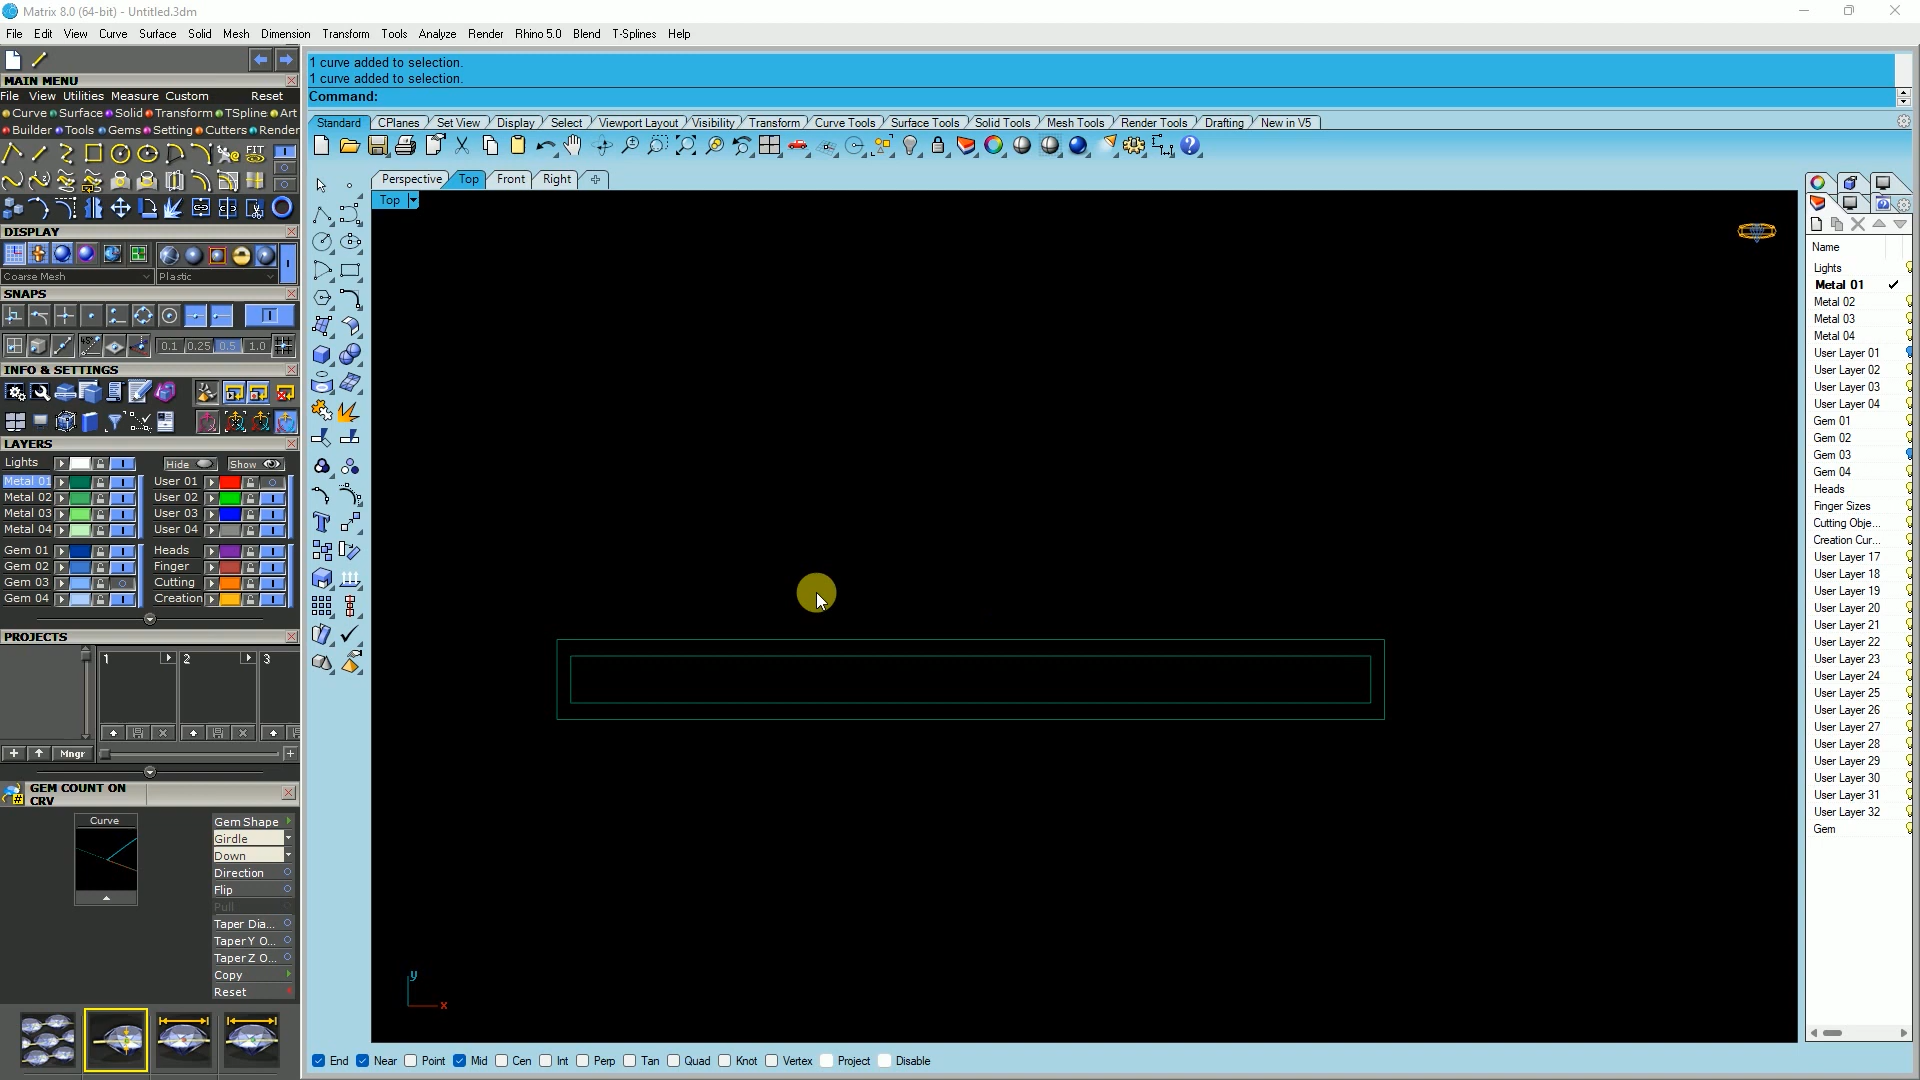 Matrix 8.0 (64-bit) - Untitled.3dm
File Edit View Curve Surface Solid Mesh Dimension Transform Tools Analyze Render Rhino 5.0 Blend T-Splines Help
1 curve added to selection.
1 curve added to selection.
Command:
MAIN MENU
File View Utilities Measure Custom Reset
Curve Surface Solid Transform TSpline Art
Builder Tools Gems Setting Cutters Render
FIT
Standard CPlanes Set View Display Select Viewport Layout Visibility Transform Curve Tools Surface Tools Solid Tools Mesh Tools Render Tools Drafting New in V5
Perspective Top Front Right
Top
DISPLAY
Coarse Mesh Plastic
SNAPS
0.1 0.25 0.5 1.0
INFO & SETTINGS
LAYERS
Lights Hide Show
Metal 01 User 01
Metal 02 User 02
Metal 03 User 03
Metal 04 User 04
Gem 01 Heads
Gem 02 Finger
Gem 03 Cutting
Gem 04 Creation
PROJECTS
1 2 3
Mngr
GEM COUNT ON
CRV
Curve
Gem Shape
Girdle
Down
Direction
Flip
Pull
Taper Dia...
Taper Y O...
Taper Z O...
Copy
Reset
y
x
End Near Point Mid Cen Int Perp Tan Quad Knot Vertex Project Disable
Name
Lights
Metal 01
Metal 02
Metal 03
Metal 04
User Layer 01
User Layer 02
User Layer 03
User Layer 04
Gem 01
Gem 02
Gem 03
Gem 04
Heads
Finger Sizes
Cutting Obje...
Creation Cur...
User Layer 17
User Layer 18
User Layer 19
User Layer 20
User Layer 21
User Layer 22
User Layer 23
User Layer 24
User Layer 25
User Layer 26
User Layer 27
User Layer 28
User Layer 29
User Layer 30
User Layer 31
User Layer 32
Gem